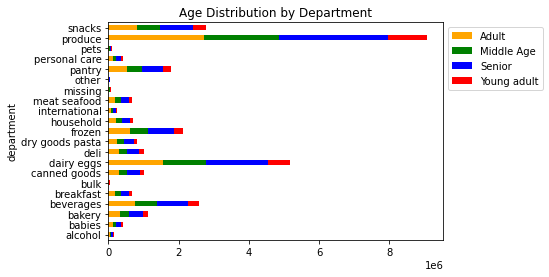 Age Distribution by Department
snacks
produce
pets
personal care
pantry
other
missing
meat seafood
international
household
frozen
dry goods pasta
deli
dairy eggs
canned goods
bulk
breakfast
beverages
bakery
babies
alcohol
department
0 2 4 6 8
1e6
Adult
Middle Age
Senior
Young adult